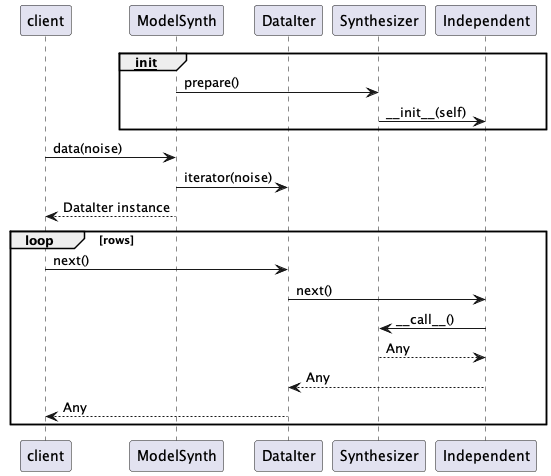 client ModelSynth DataIter Synthesizer Independent
init
prepare()
__init__(self)
data(noise)
iterator(noise)
DataIter instance
loop [rows]
next()
next()
__call__()
Any
Any
Any
client ModelSynth DataIter Synthesizer Independent